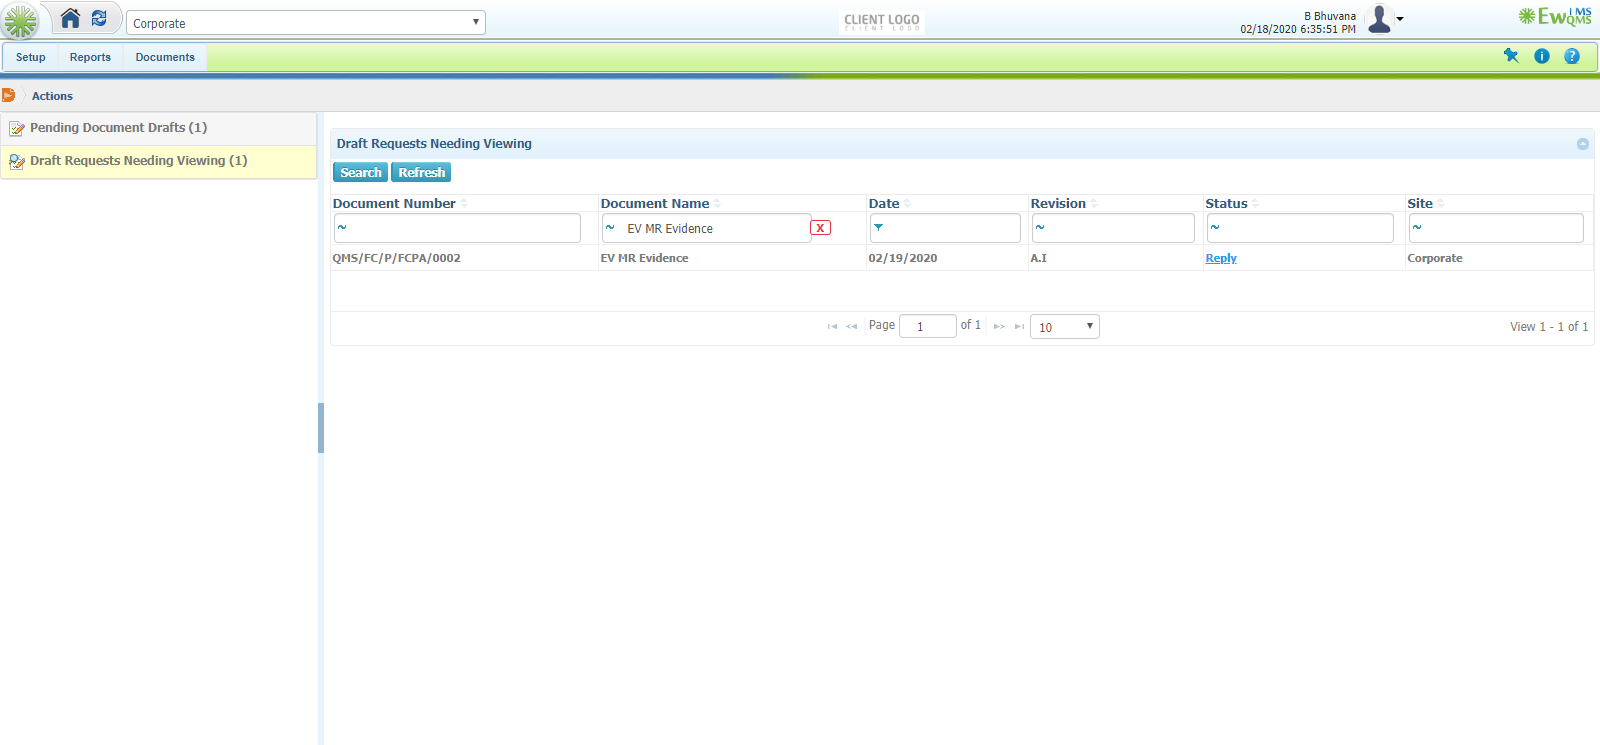 Corporate
CLIENT LOGO
CLIENT LOGO
B Bhuvana
02/18/2020 6:35:51 PM
EwIMS
QMS
Setup Reports Documents
Actions
Pending Document Drafts (1)
Draft Requests Needing Viewing (1)
Draft Requests Needing Viewing
Search Refresh
Document Number Document Name Date Revision Status Site
~ ~ EV MR Evidence X ~ ~ ~
QMS/FC/P/FCPA/0002 EV MR Evidence 02/19/2020 A.I Reply Corporate
Page 1 of 1 10 View 1 - 1 of 1